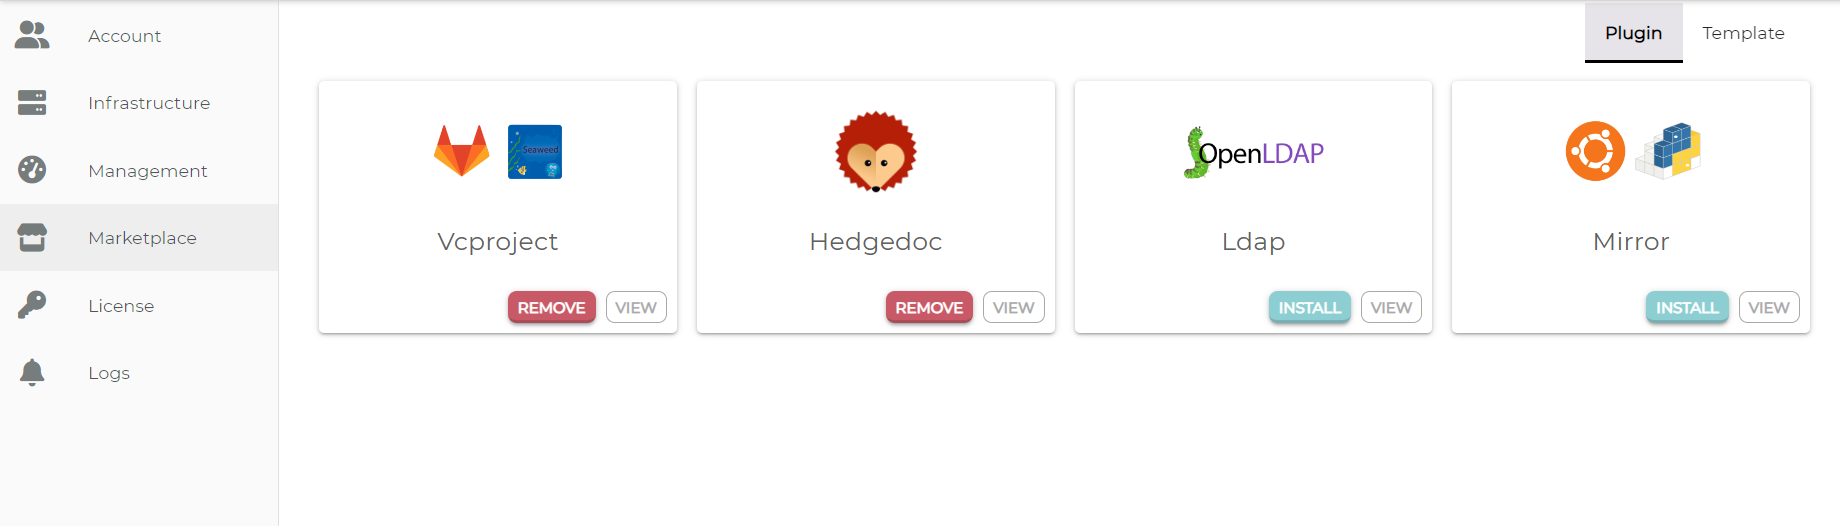 Account
Infrastructure
Management
Marketplace
License
Logs
Plugin Template
Seaweed
Vcproject
REMOVE VIEW
Hedgedoc
REMOVE VIEW
OpenLDAP
Ldap
INSTALL VIEW
Mirror
INSTALL VIEW